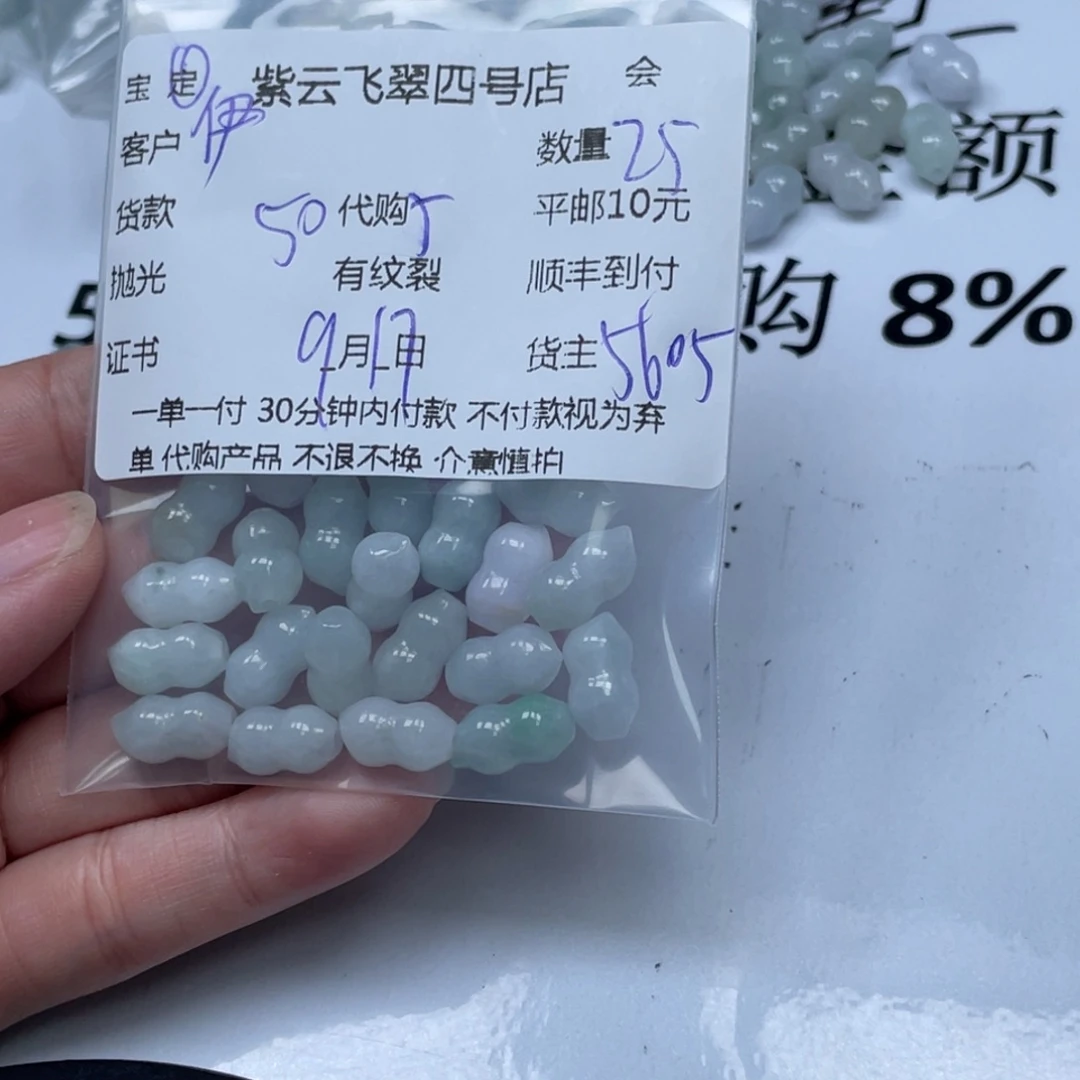 宝 定 紫云飞翠四号店 会
客户 伊 数量 25
货款 50 代购 5 平邮10元
抛光 有纹裂 顺丰到付
证书 9月17日 货主 5605
一单一付 30分钟内付款 不付款视为弃
单 代购产品 不退不换 介意慎拍
额
购 8%
5